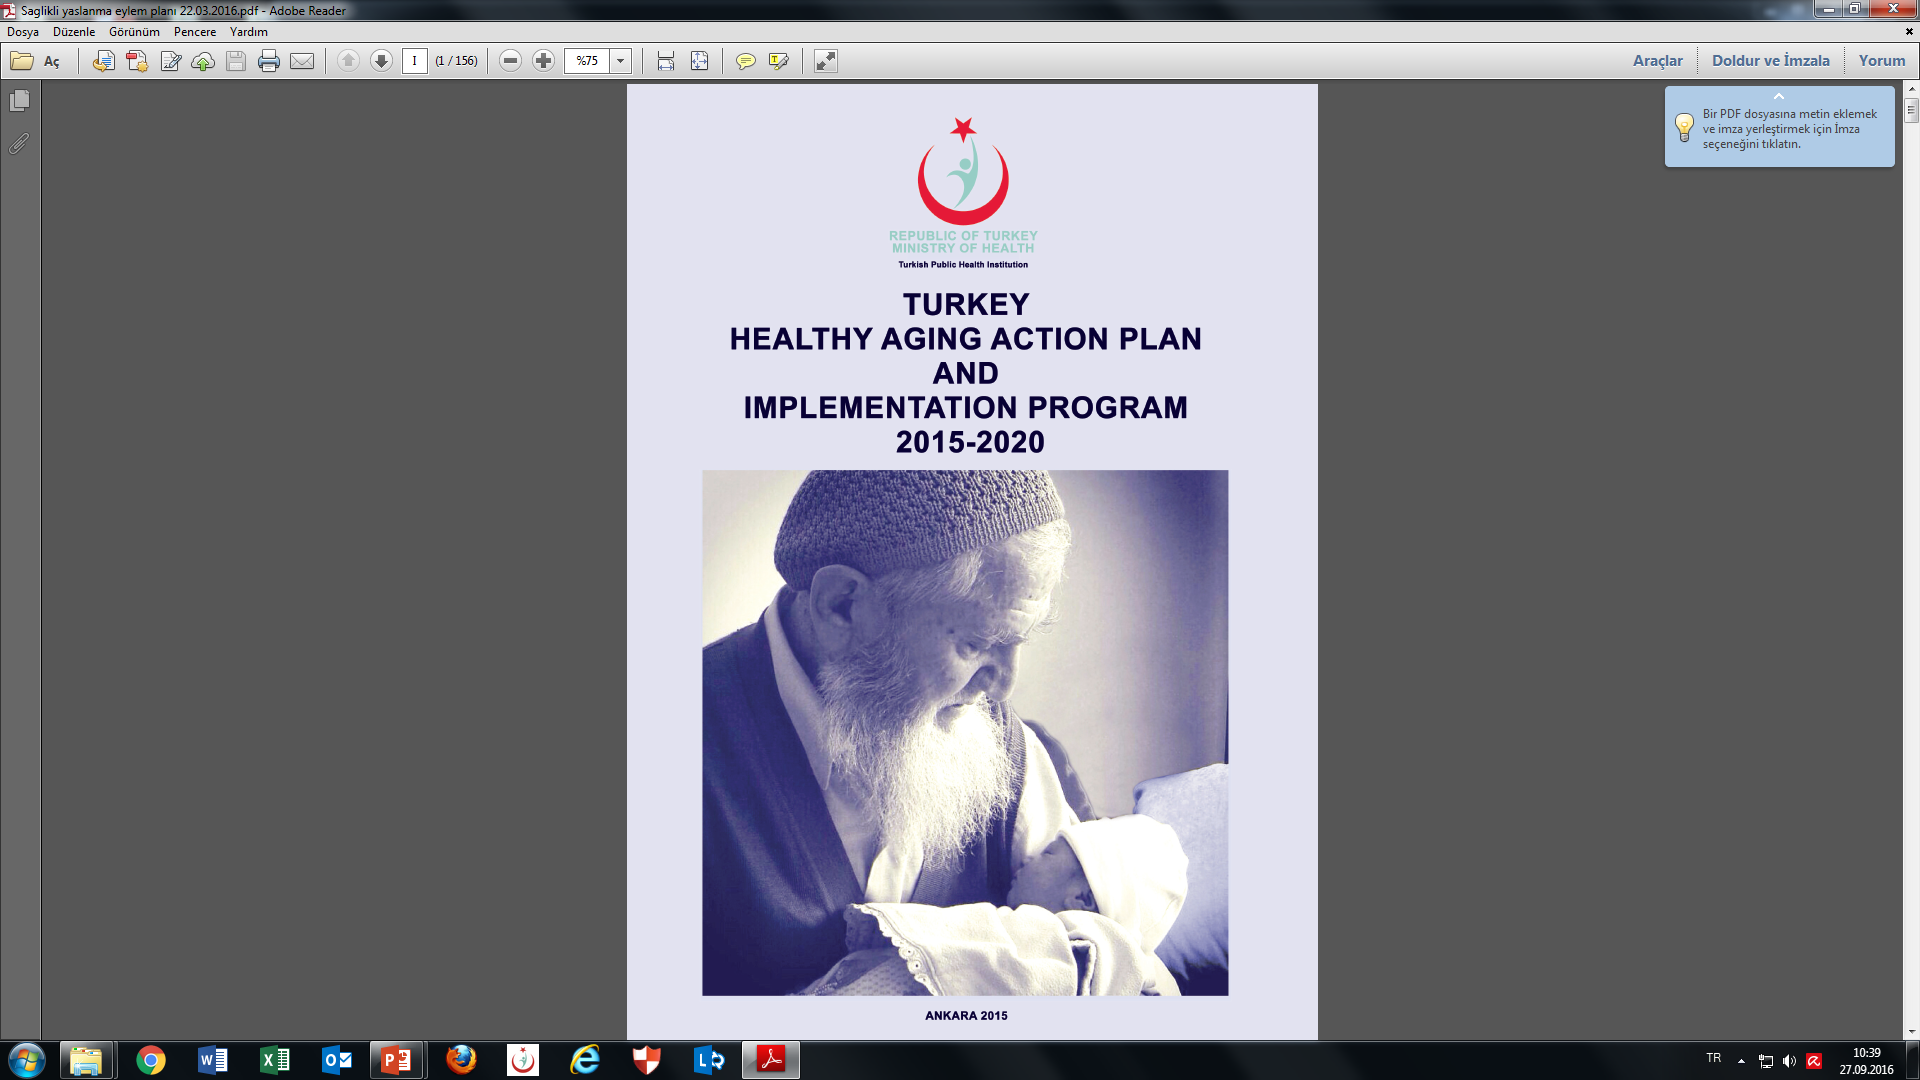 Saglikli yaslanma eylem planı 22.03.2016.pdf - Adobe Reader
Dosya Düzenle Görünüm Pencere Yardım
Aç
I
(1 / 156)
%75
Araçlar
Doldur ve İmzala
Yorum
Bir PDF dosyasına metin eklemek
ve imza yerleştirmek için İmza
seçeneğini tıklatın.
REPUBLIC OF TURKEY
MINISTRY OF HEALTH
Turkish Public Health Institution
TURKEY
HEALTHY AGING ACTION PLAN
AND
IMPLEMENTATION PROGRAM
2015-2020
ANKARA 2015
TR
10:39
27.09.2016